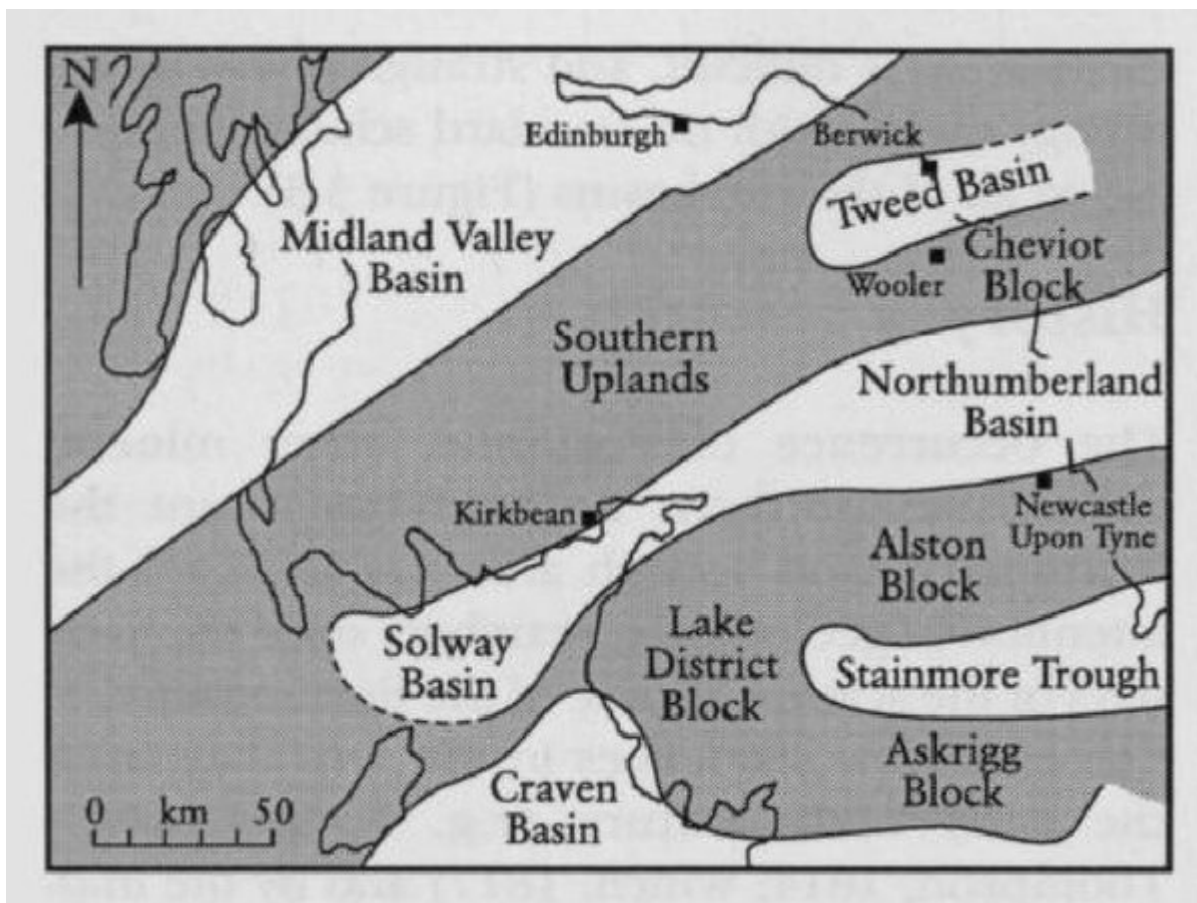 N
Edinburgh
Berwick
Tweed Basin
Midland Valley
Basin
Cheviot
Block
Wooler
Southern
Uplands
Northumberland
Basin
Kirkbean
Newcastle
Upon Tyne
Alston
Block
Solway
Basin
Lake
District
Block
Stainmore Trough
Askrigg
Block
Craven
Basin
0 km 50